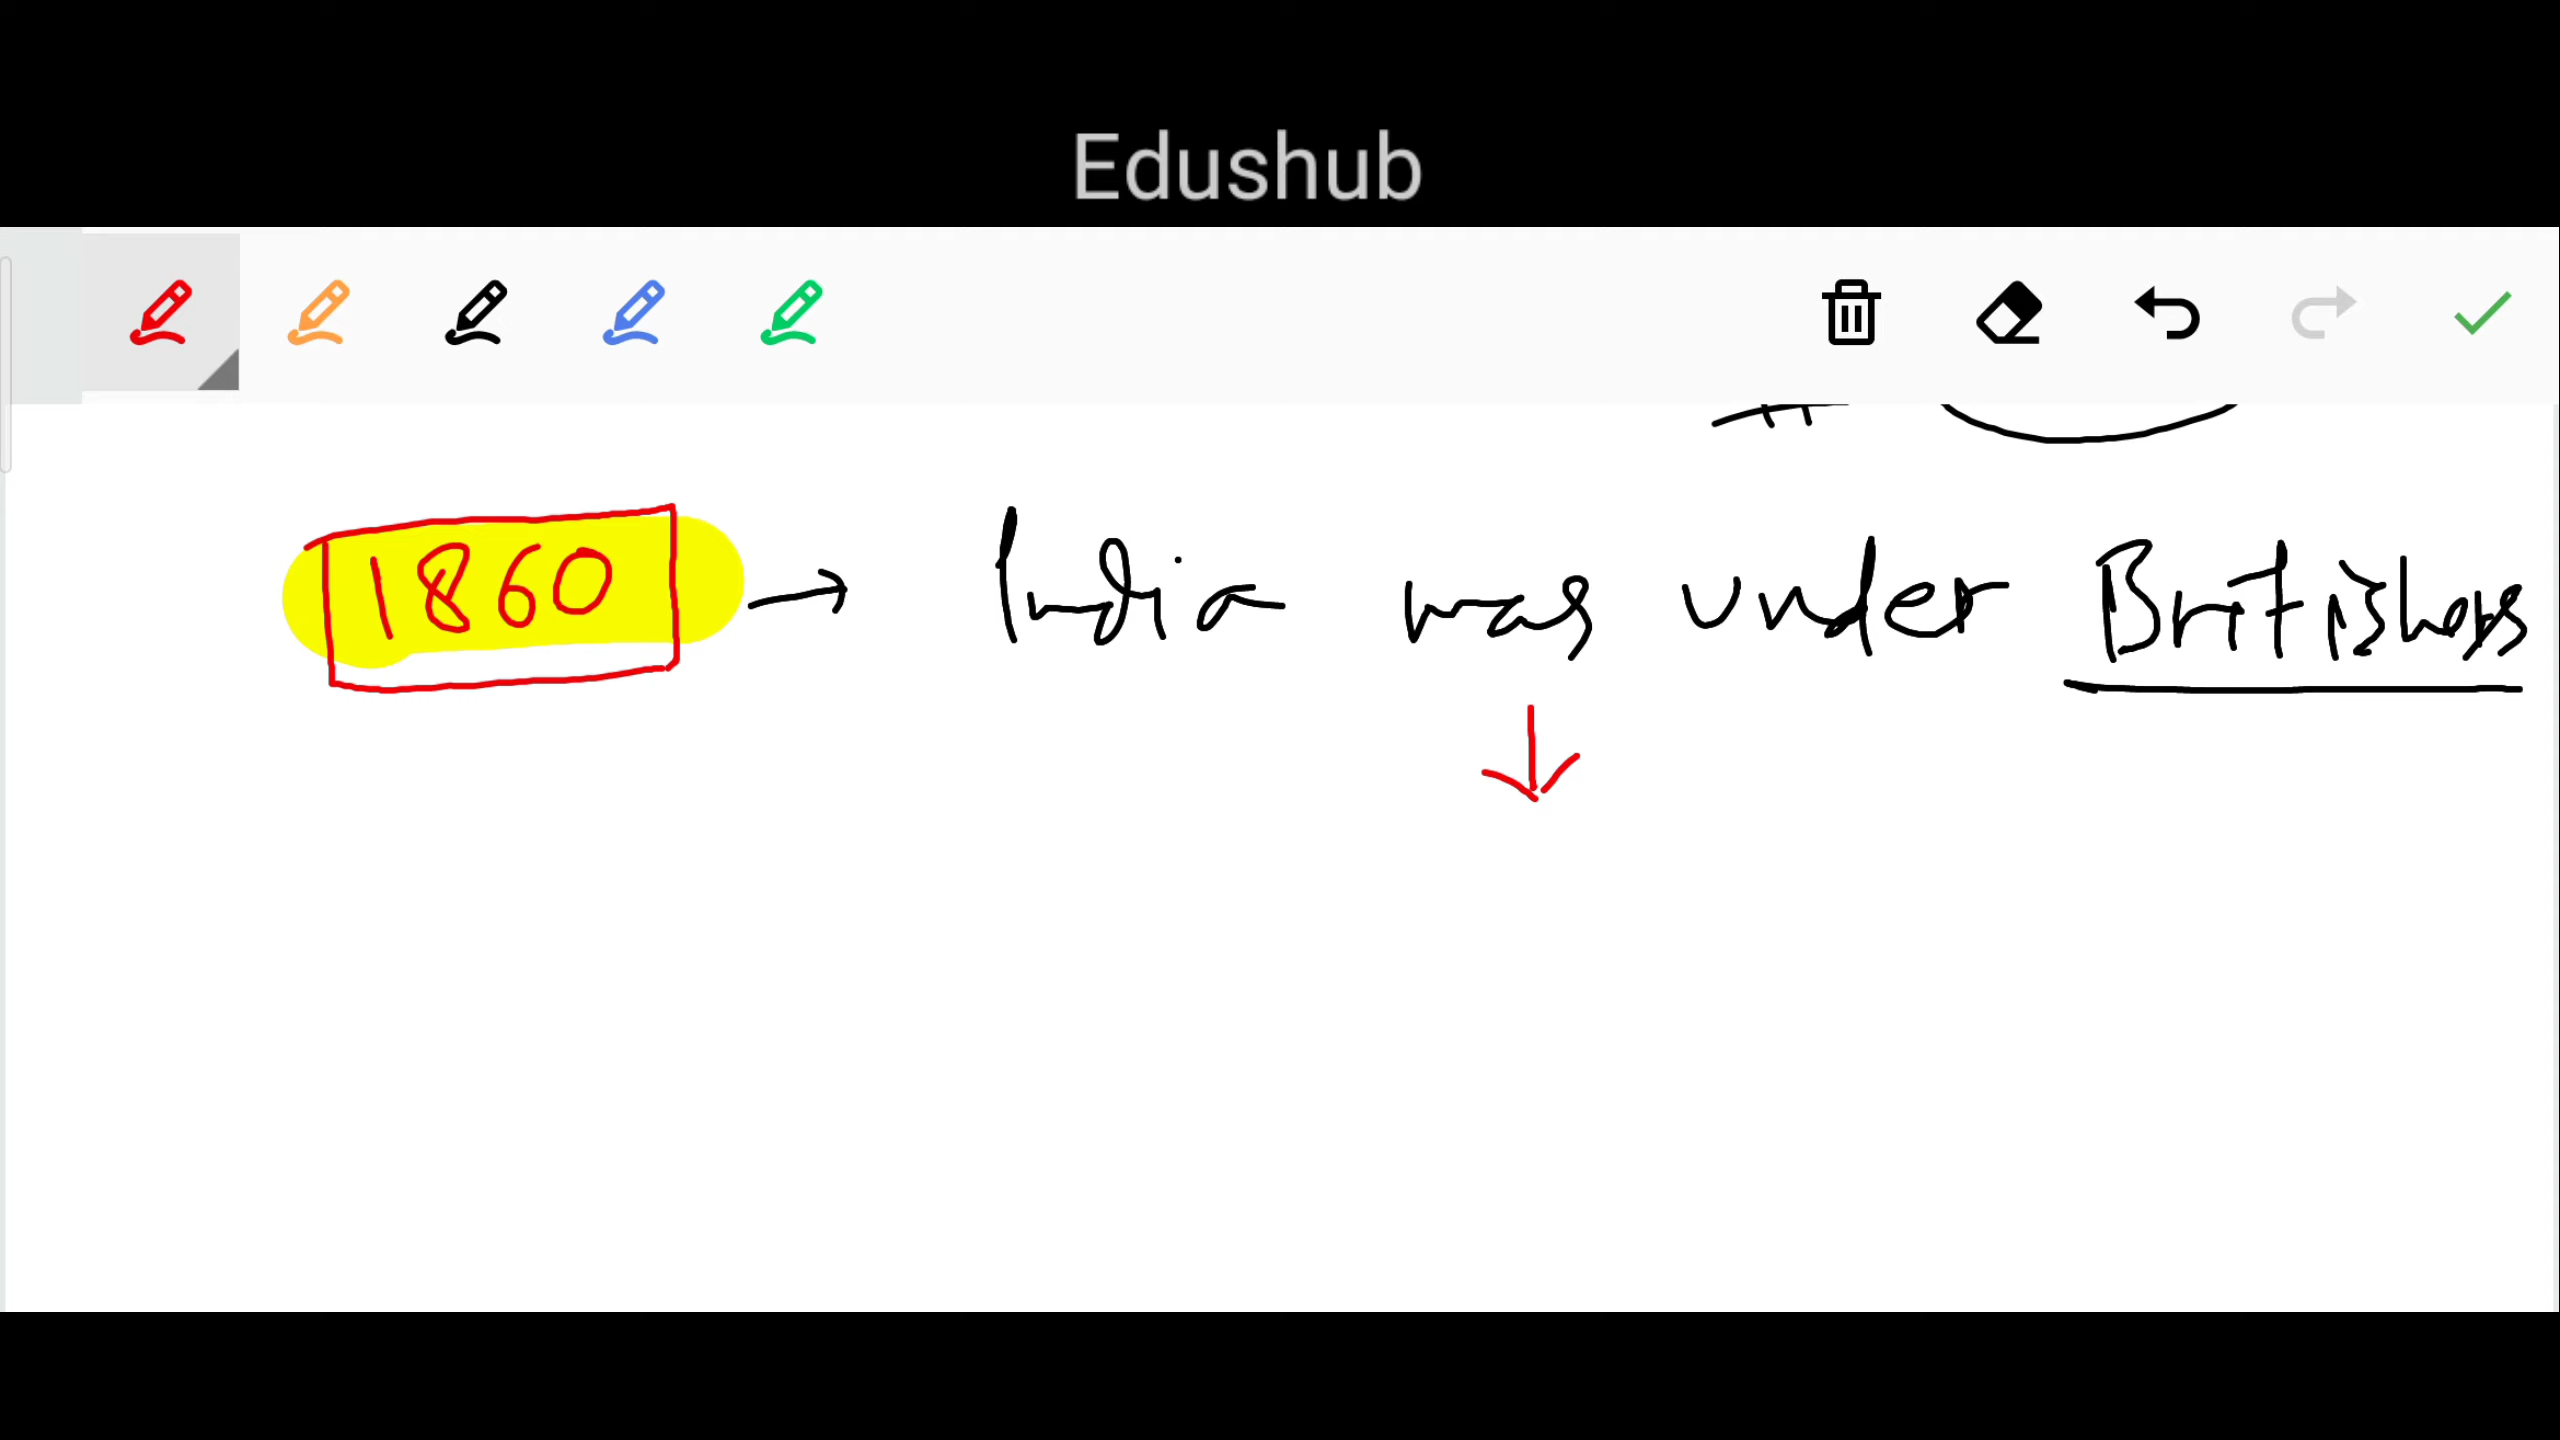 Edushub
1860 → India was under Britishers
↓